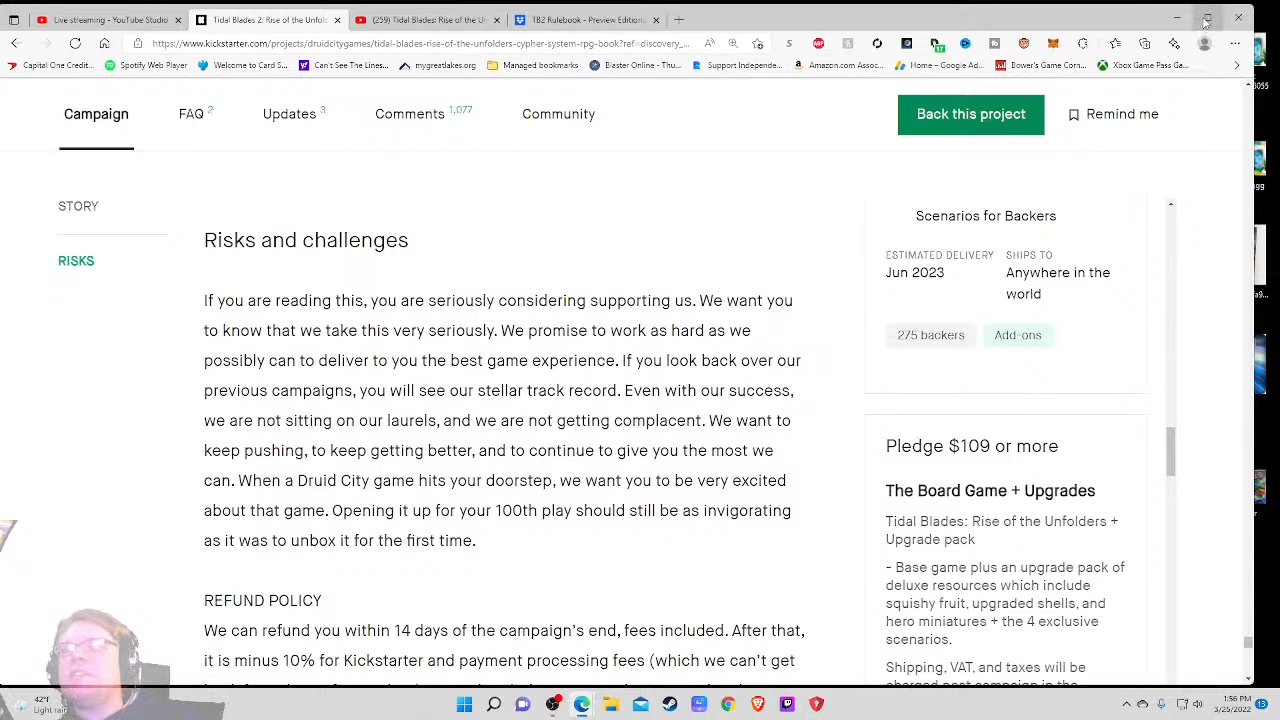 Live streaming - YouTube Studio
Tidal Blades 2: Rise of the Unfol
(259) Tidal Blades: Rise of the Un
TB2 Rulebook - Preview Edition.
https://www.kickstarter.com/projects/druidcitygames/tidal-blades-rise-of-the-unfolders-cypher-system-rpg-book?ref=discovery_...
Capital One Credit...
Spotify Web Player
Welcome to Card S...
Can't See The Lines...
mygreatlakes.org
Managed bookmarks
Blaster Online - Thu...
Support Independe...
Amazon.com Assoc...
Home – Google Ad...
Bower's Game Corn...
Xbox Game Pass Ga...
Campaign
FAQ 2
Updates 3
Comments 1,077
Community
Back this project
Remind me
STORY
RISKS
Risks and challenges
If you are reading this, you are seriously considering supporting us. We want you
to know that we take this very seriously. We promise to work as hard as we
possibly can to deliver to you the best game experience. If you look back over our
previous campaigns, you will see our stellar track record. Even with our success,
we are not sitting on our laurels, and we are not getting complacent. We want to
keep pushing, to keep getting better, and to continue to give you the most we
can. When a Druid City game hits your doorstep, we want you to be very excited
about that game. Opening it up for your 100th play should still be as invigorating
as it was to unbox it for the first time.
REFUND POLICY
We can refund you within 14 days of the campaign's end, fees included. After that,
it is minus 10% for Kickstarter and payment processing fees (which we can't get
Scenarios for Backers
ESTIMATED DELIVERY
SHIPS TO
Jun 2023
Anywhere in the
world
275 backers
Add-ons
Pledge $109 or more
The Board Game + Upgrades
Tidal Blades: Rise of the Unfolders +
Upgrade pack
- Base game plus an upgrade pack of
deluxe resources which include
squishy fruit, upgraded shells, and
hero miniatures + the 4 exclusive
scenarios.
Shipping, VAT, and taxes will be
charged post campaign in the
42°F
Light rain
1:56 PM
3/25/2022